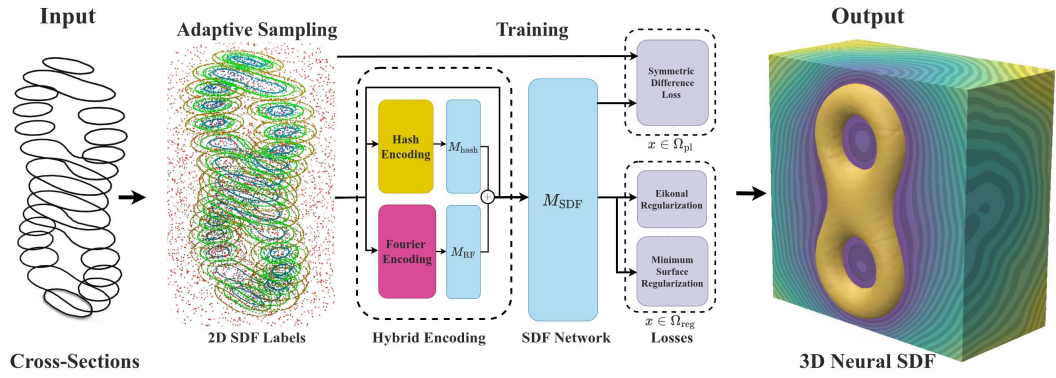 Input
Adaptive Sampling
Training
Output
Symmetric
Difference
Loss
x ∈ Ω_pl
Hash
Encoding
M_hash
+
M_SDF
Eikonal
Regularization
Fourier
Encoding
M_RF
Minimum
Surface
Regularization
x ∈ Ω_reg
2D SDF Labels
Hybrid Encoding
SDF Network
Losses
Cross-Sections
3D Neural SDF